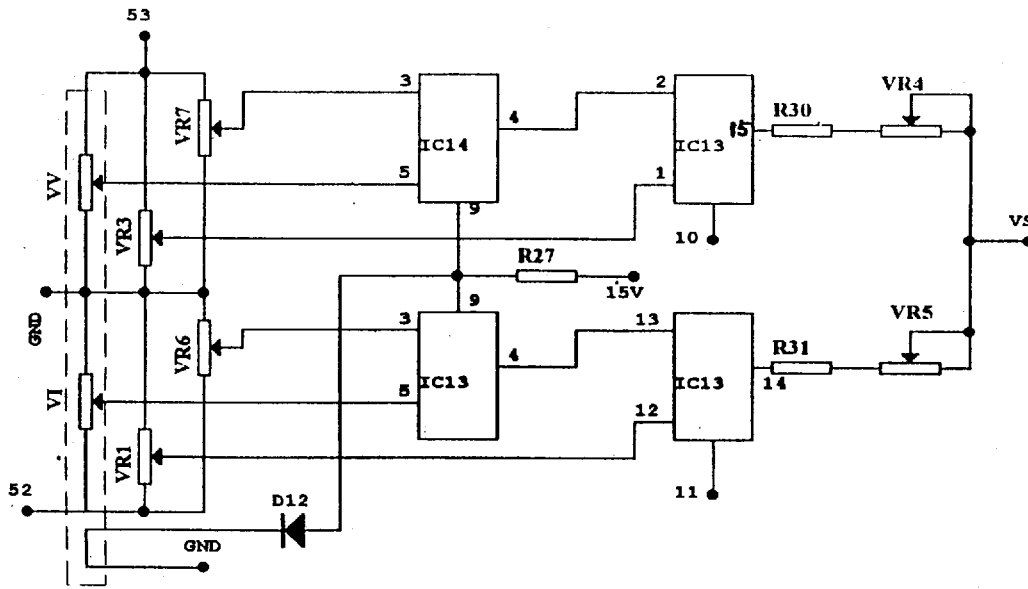 53
3
2
VR4
VR7
4
R30
IC14
15
IC13
VV
5
1
9
VR3
10
VS
R27
15V
GND
9
VR6
3
13
VR5
4
R31
IC13
IC13
14
VI
5
12
VR1
52
11
D12
GND